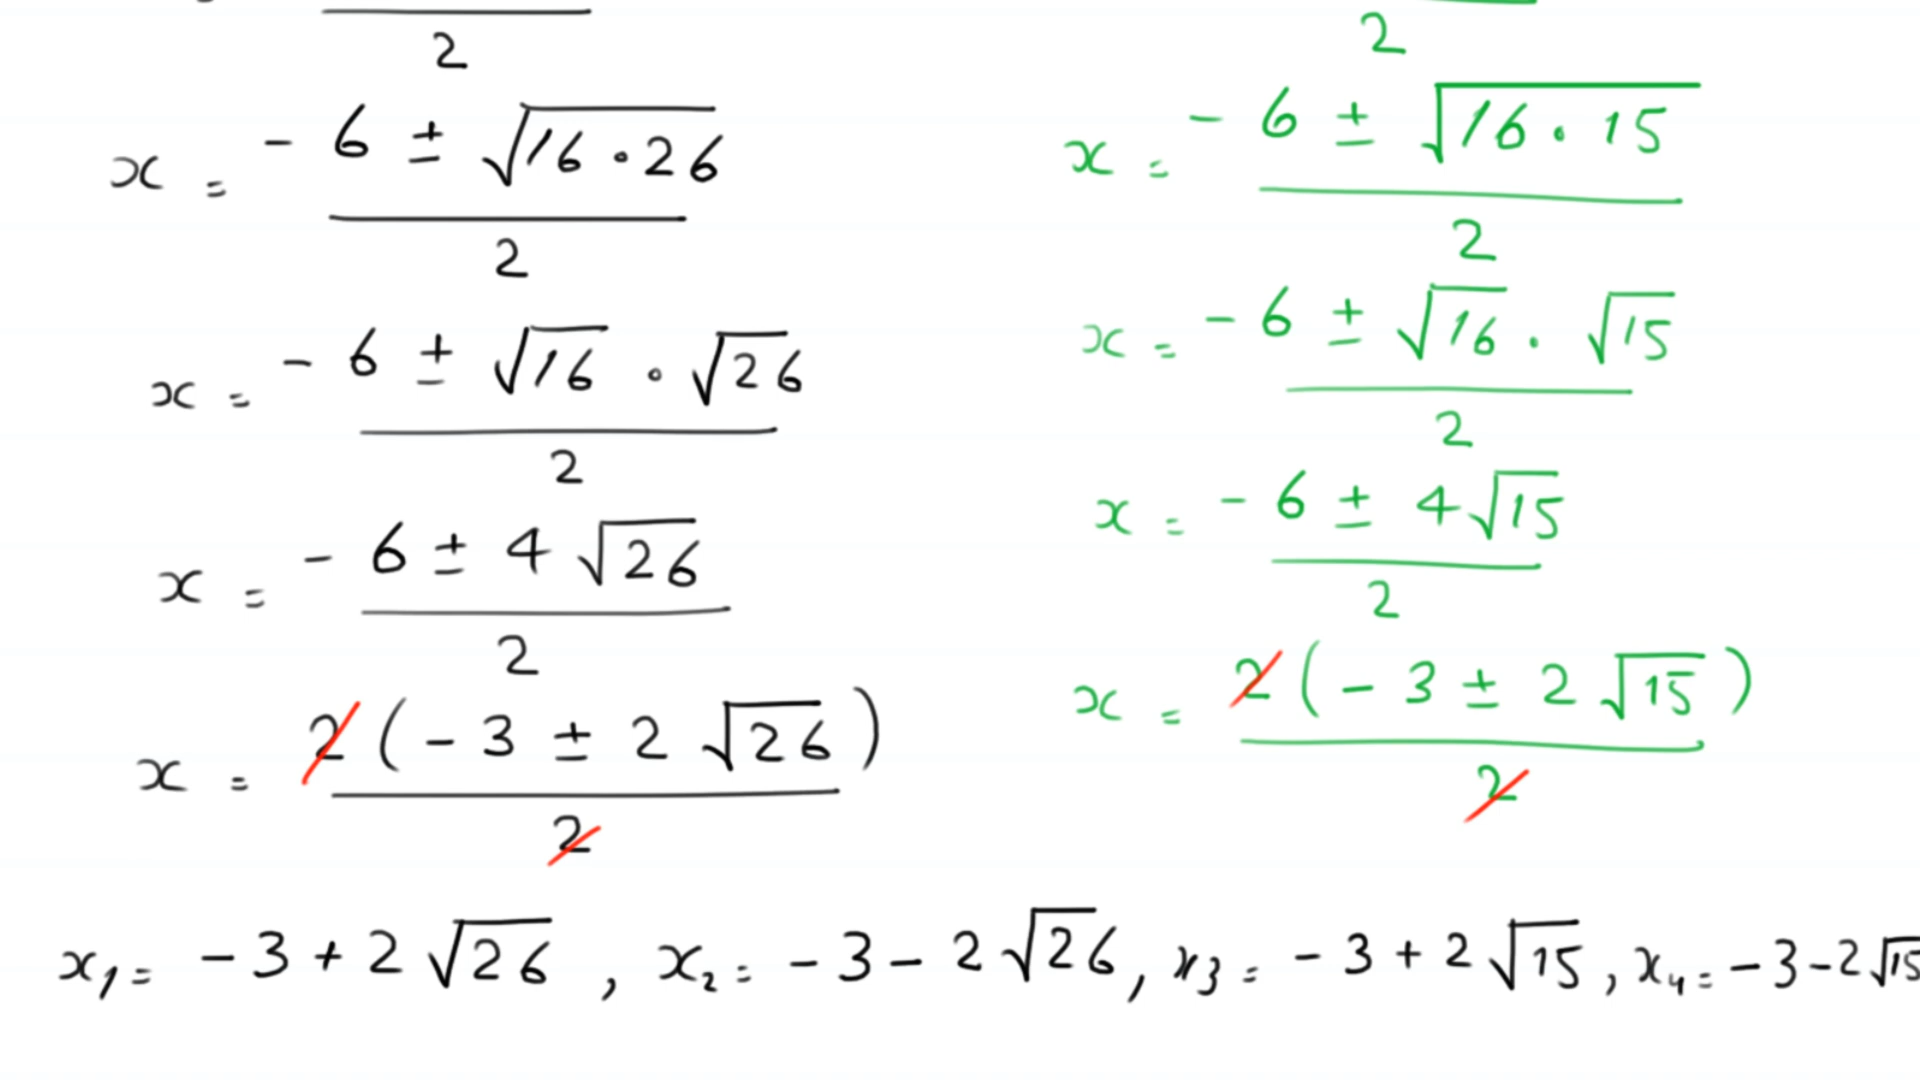 2
x = - 6 ± √16 · 26
2
x = - 6 ± √16 · √26
2
x = - 6 ± 4 √26
2
x = 2 ( - 3 ± 2 √26 )
2
2
x = - 6 ± √16 · 15
2
x = - 6 ± √16 · √15
2
x = - 6 ± 4 √15
2
x = 2 ( - 3 ± 2 √15 )
2
x₁ = - 3 + 2 √26 , x₂ = - 3 - 2 √26 , x₃ = - 3 + 2 √15 , x₄ = - 3 - 2 √15